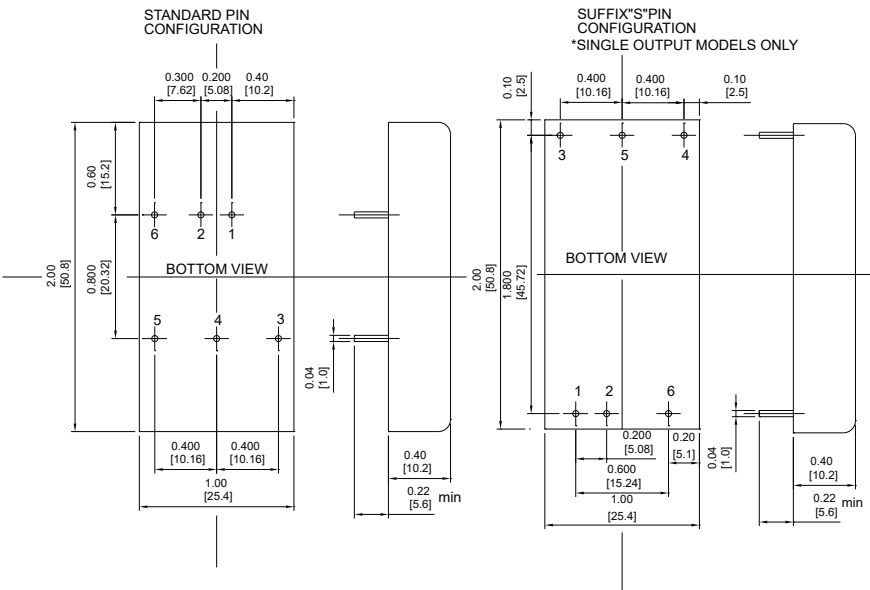 STANDARD PIN
CONFIGURATION
0.300 0.200 0.40
[7.62] [5.08] [10.2]
0.60
[15.2]
6 2 1
2.00
[50.8]
0.800
[20.32]
BOTTOM VIEW
5 4 3
0.04
[1.0]
0.400 0.400
[10.16] [10.16]
1.00
[25.4]
0.40
[10.2]
0.22
[5.6] min
SUFFIX"S"PIN
CONFIGURATION
*SINGLE OUTPUT MODELS ONLY
0.10
[2.5]
0.400 0.400 0.10
[10.16] [10.16] [2.5]
3 5 4
2.00
[50.8]
1.800
[45.72]
BOTTOM VIEW
1 2 6
0.200 0.20
[5.08] [5.1]
0.600
[15.24]
1.00
[25.4]
0.04
[1.0]
0.40
[10.2]
0.22
[5.6] min